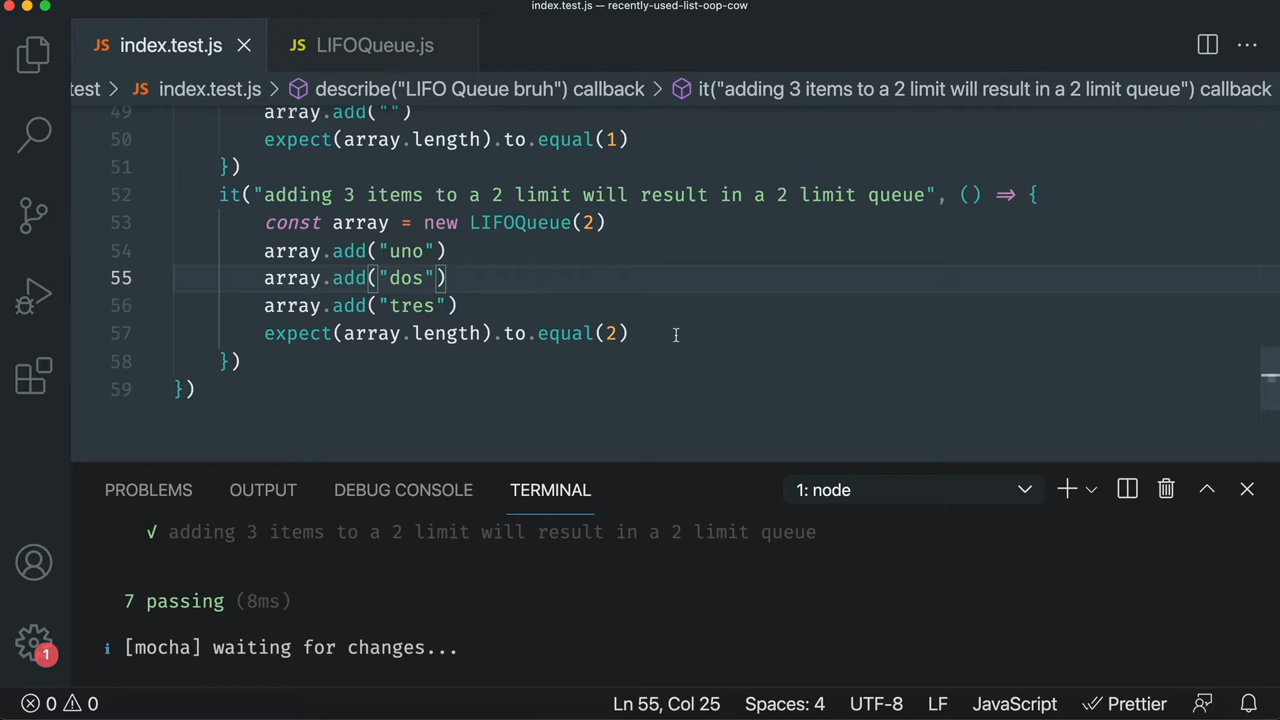 index.test.js — recently-used-list-oop-cow
JS index.test.js
JS LIFOQueue.js
test > JS index.test.js > describe("LIFO Queue bruh") callback > it("adding 3 items to a 2 limit will result in a 2 limit queue") callback
49 array.add("")
50 expect(array.length).to.equal(1)
51 })
52 it("adding 3 items to a 2 limit will result in a 2 limit queue", () => {
53 const array = new LIFOQueue(2)
54 array.add("uno")
55 array.add("dos")
56 array.add("tres")
57 expect(array.length).to.equal(2)
58 })
59 })
PROBLEMS OUTPUT DEBUG CONSOLE TERMINAL 1: node
√ adding 3 items to a 2 limit will result in a 2 limit queue
7 passing (8ms)
i [mocha] waiting for changes...
1
0 0 Ln 55, Col 25 Spaces: 4 UTF-8 LF JavaScript Prettier